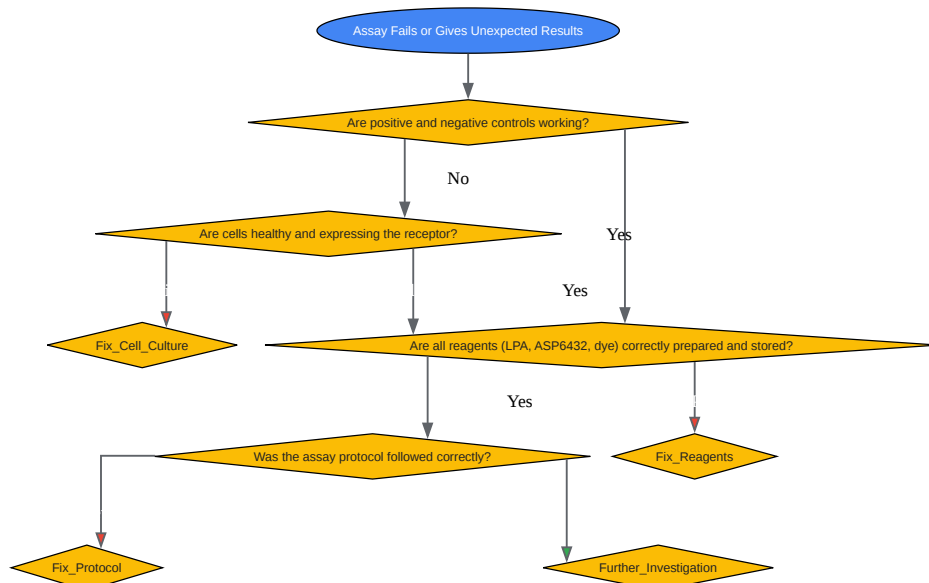 Assay Fails or Gives Unexpected Results
Are positive and negative controls working?
No
Are cells healthy and expressing the receptor?
Yes
Yes
Fix_Cell_Culture
Are all reagents (LPA, ASP6432, dye) correctly prepared and stored?
Yes
Was the assay protocol followed correctly?
Fix_Reagents
Fix_Protocol
Further_Investigation